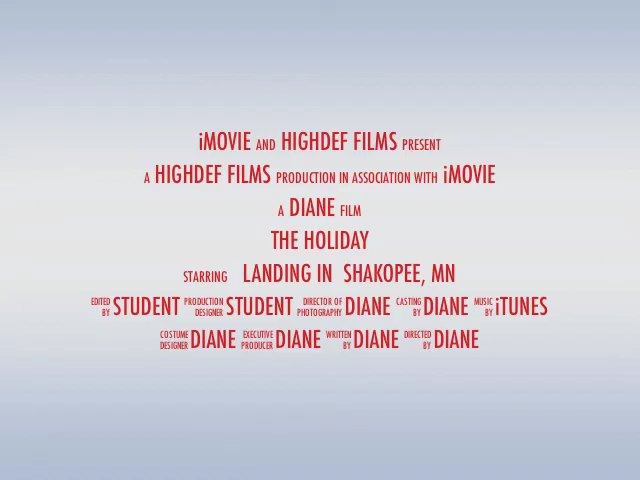 iMOVIE AND HIGHDEF FILMS PRESENT
A HIGHDEF FILMS PRODUCTION IN ASSOCIATION WITH iMOVIE
A DIANE FILM
THE HOLIDAY
STARRING LANDING IN SHAKOPEE, MN
EDITED BY STUDENT PRODUCTION DESIGNER STUDENT DIRECTOR OF PHOTOGRAPHY DIANE CASTING BY DIANE MUSIC BY iTUNES
COSTUME DESIGNER DIANE EXECUTIVE PRODUCER DIANE WRITTEN BY DIANE DIRECTED BY DIANE